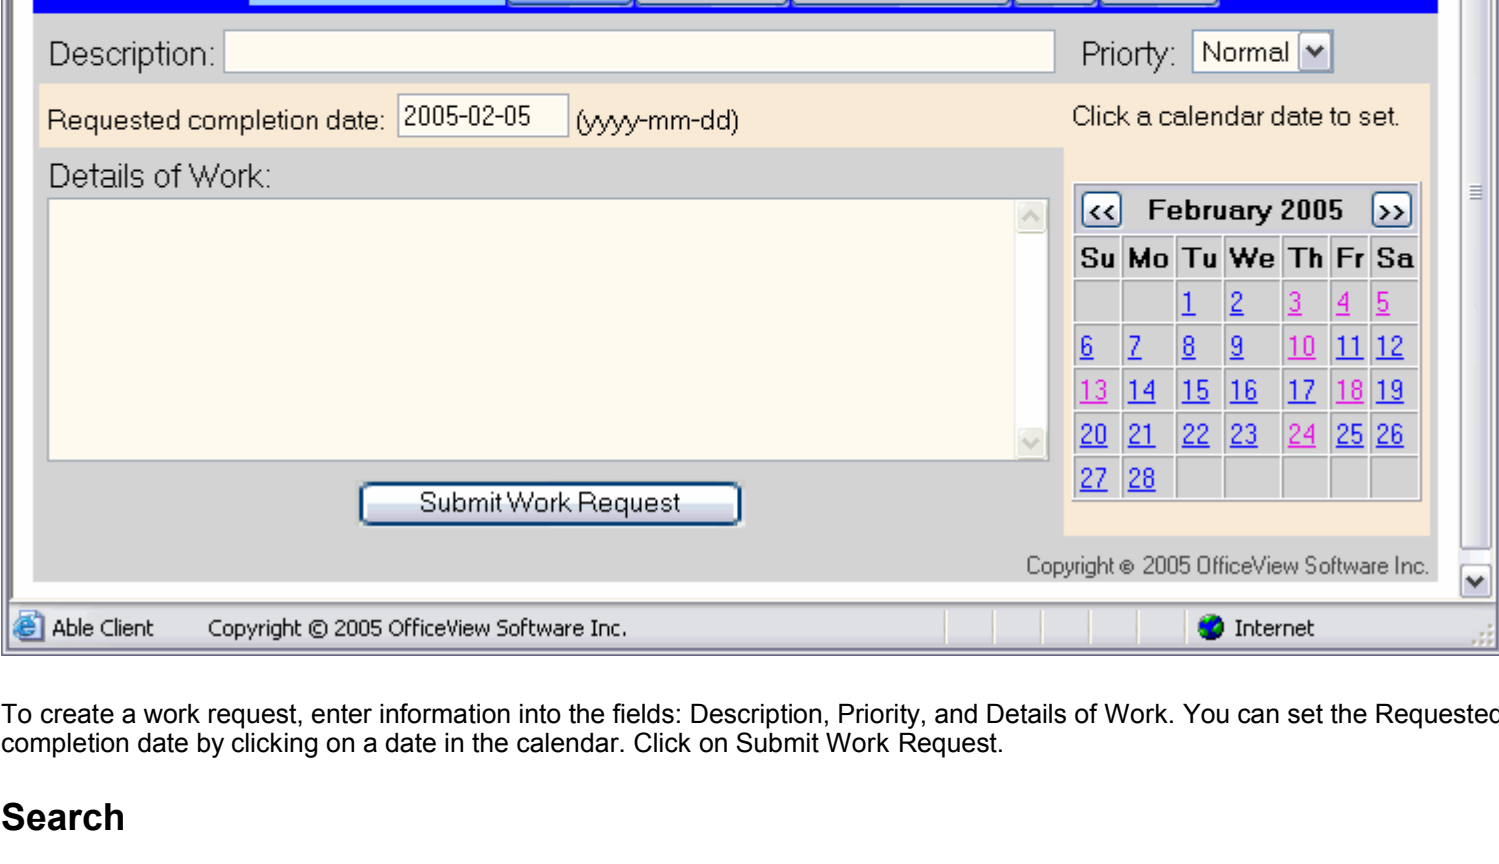 Description: Priorty: Normal
Requested completion date: 2005-02-05 (yyyy-mm-dd) Click a calendar date to set.
Details of Work:
<< February 2005 >>
Su Mo Tu We Th Fr Sa
1 2 3 4 5
6 7 8 9 10 11 12
13 14 15 16 17 18 19
20 21 22 23 24 25 26
27 28
Submit Work Request
Copyright © 2005 OfficeView Software Inc.
Able Client Copyright © 2005 OfficeView Software Inc. Internet
To create a work request, enter information into the fields: Description, Priority, and Details of Work. You can set the Requested
completion date by clicking on a date in the calendar. Click on Submit Work Request.
Search